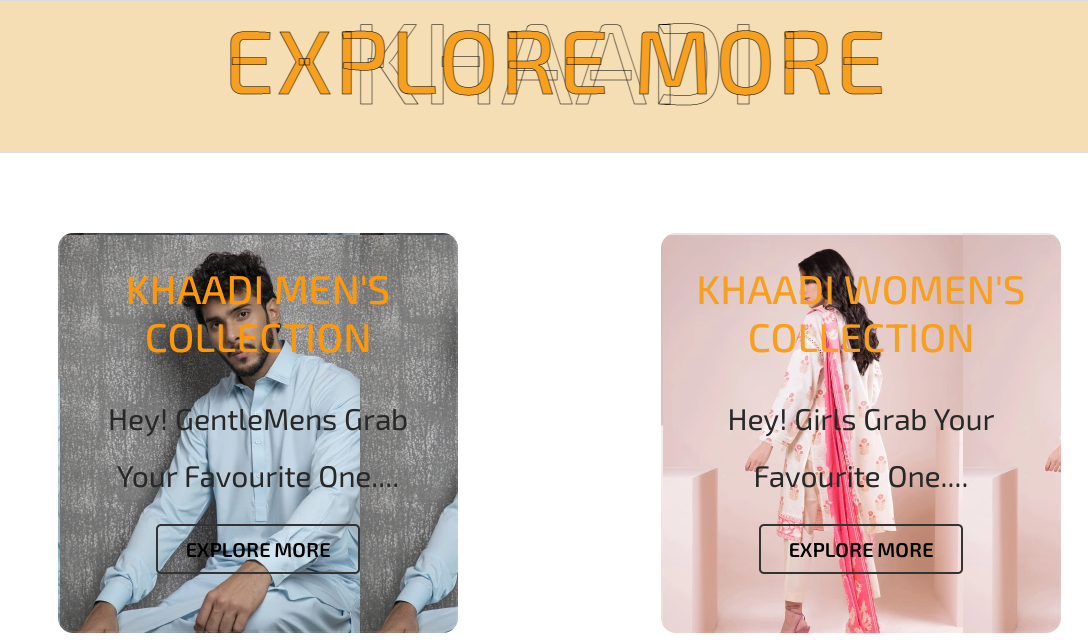 KHAADI
EXPLORE MORE
KHAADI MEN'S
COLLECTION
Hey! GentleMens Grab
Your Favourite One....
EXPLORE MORE
KHAADI WOMEN'S
COLLECTION
Hey! Girls Grab Your
Favourite One....
EXPLORE MORE